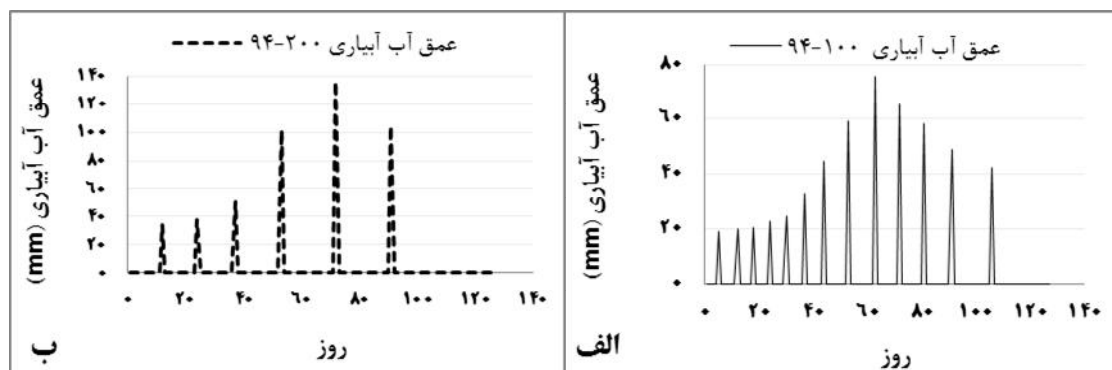 عمق آب آبیاری ۱۰۰-۹۴
۸۰
۶۰
۴۰
۲۰
۰
عمق آب آبیاری (mm)
۰ ۲۰ ۴۰ ۶۰ ۸۰ ۱۰۰ ۱۲۰ ۱۴۰
روز
الف
عمق آب آبیاری ۲۰۰-۹۴
۱۴۰
۱۲۰
۱۰۰
۸۰
۶۰
۴۰
۲۰
۰
عمق آب آبیاری (mm)
۰ ۲۰ ۴۰ ۶۰ ۸۰ ۱۰۰ ۱۲۰ ۱۴۰
روز
ب